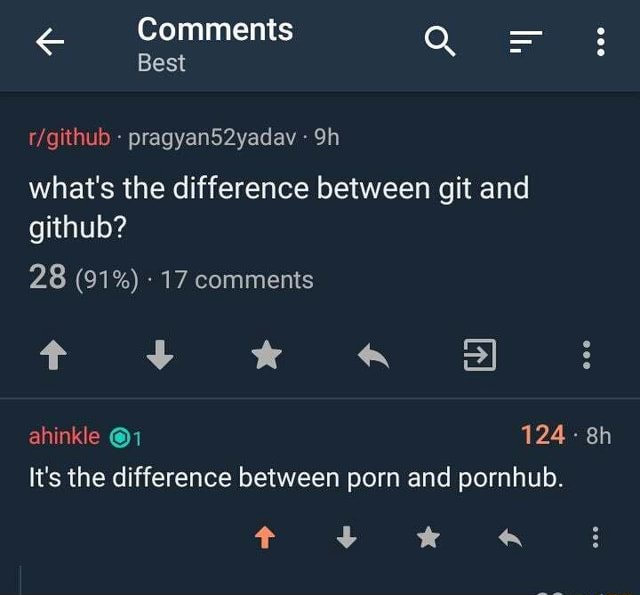 Comments
Best
r/github · pragyan52yadav · 9h
what's the difference between git and
github?
28 (91%) · 17 comments
ahinkle 1 124 · 8h
It's the difference between porn and pornhub.